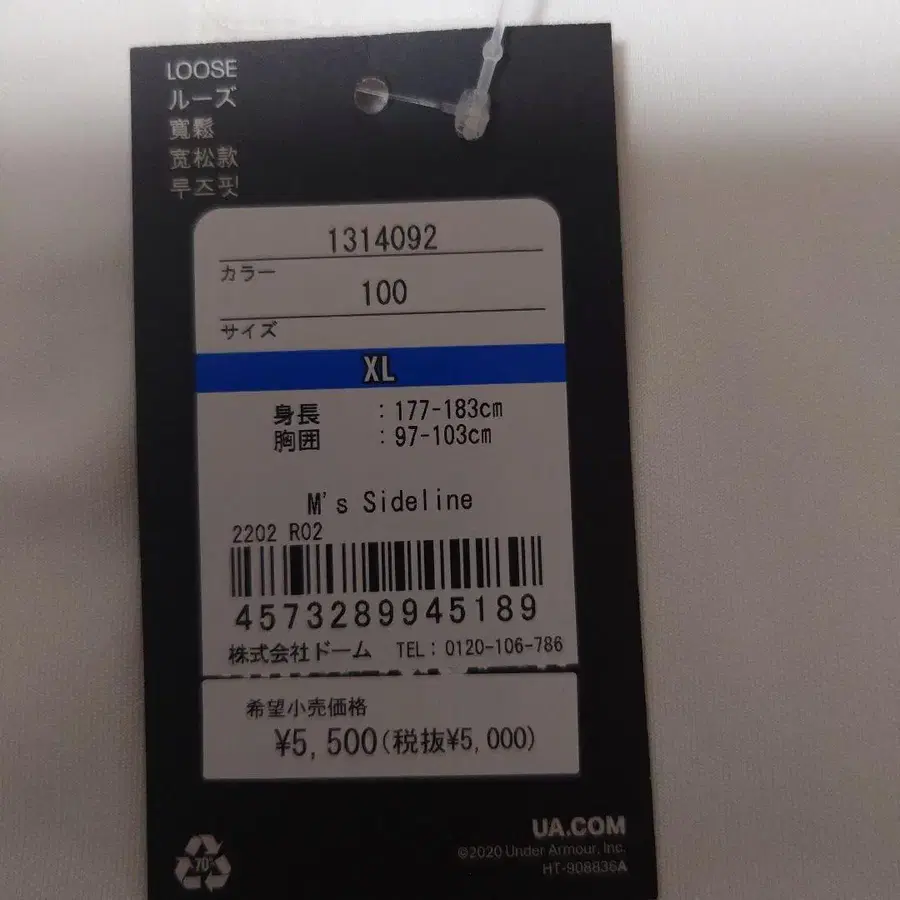 LOOSE
ルーズ
寬鬆
宽松款
루즈핏
1314092
カラー
100
サイズ
XL
身長 : 177-183cm
胸囲 : 97-103cm
M's Sideline
2202 R02
4573289945189
株式会社ドーム TEL : 0120-106-786
希望小売価格
¥5,500(税抜¥5,000)
UA.COM
©2020 Under Armour, Inc.
HT-908836A
70%